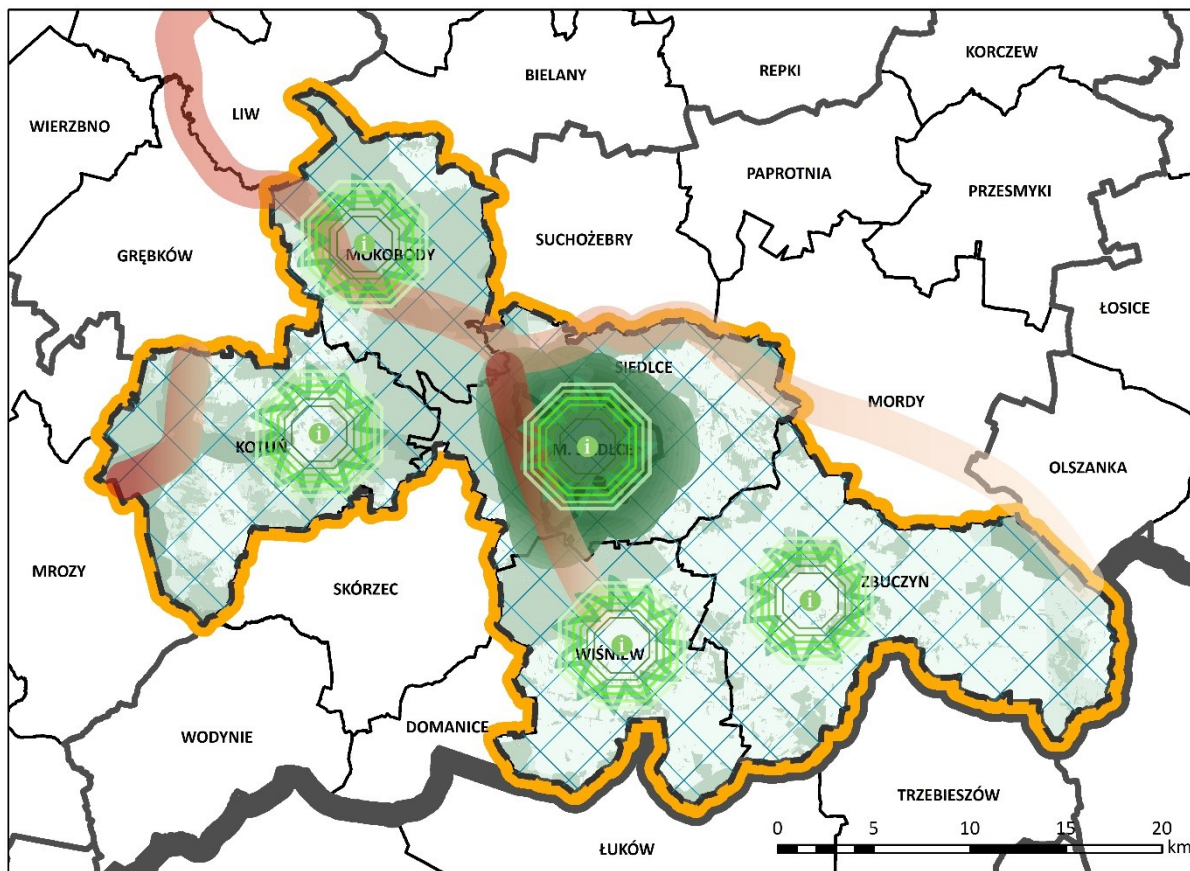 KORCZEW
BIELANY
REPKI
LIW
WIERZBNO
PAPROTNIA
PRZESMYKI
SUCHOŻEBRY
GRĘBKÓW
MOKOBODY
ŁOSICE
SIEDLCE
MORDY
KOTUŃ
M. SIEDLCE
OLSZANKA
MROZY
SKÓRZEC
ZBUCZYN
WIŚNIEW
DOMANICE
WODYNIE
TRZEBIESZÓW
ŁUKÓW
0 5 10 15 20
km
i
i
i
i
i